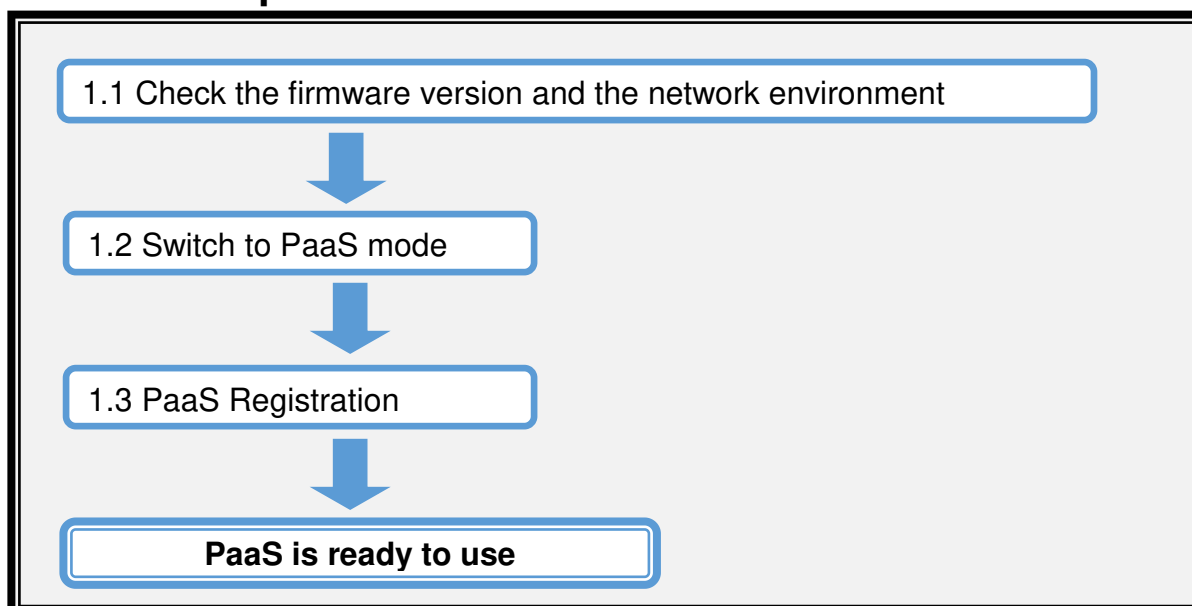 1.1 Check the firmware version and the network environment
1.2 Switch to PaaS mode
1.3 PaaS Registration
PaaS is ready to use